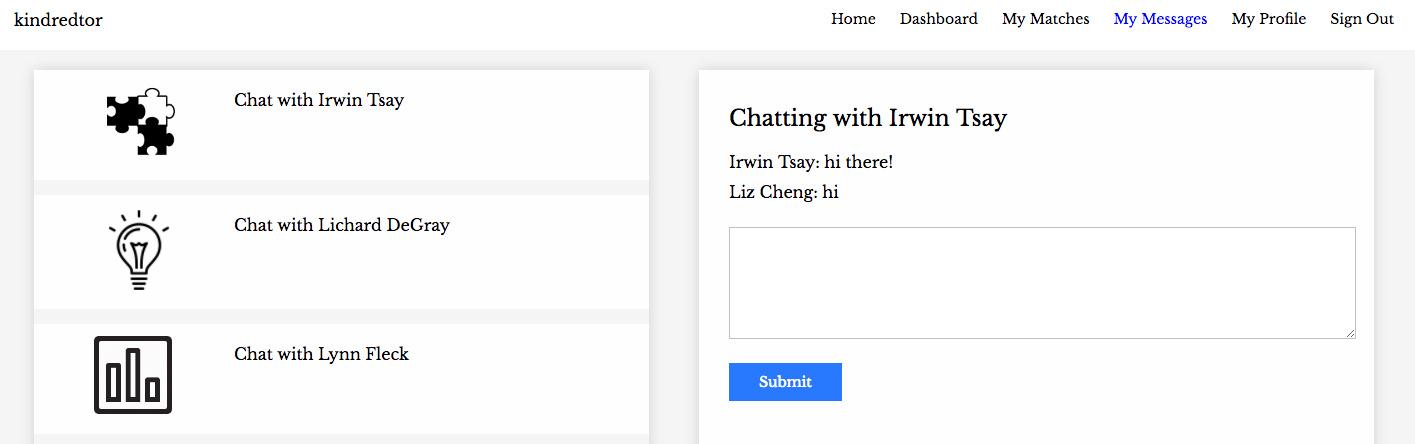 kindredtor
Home Dashboard My Matches My Messages My Profile Sign Out
Chat with Irwin Tsay
Chat with Lichard DeGray
Chat with Lynn Fleck
Chatting with Irwin Tsay
Irwin Tsay: hi there!
Liz Cheng: hi
Submit